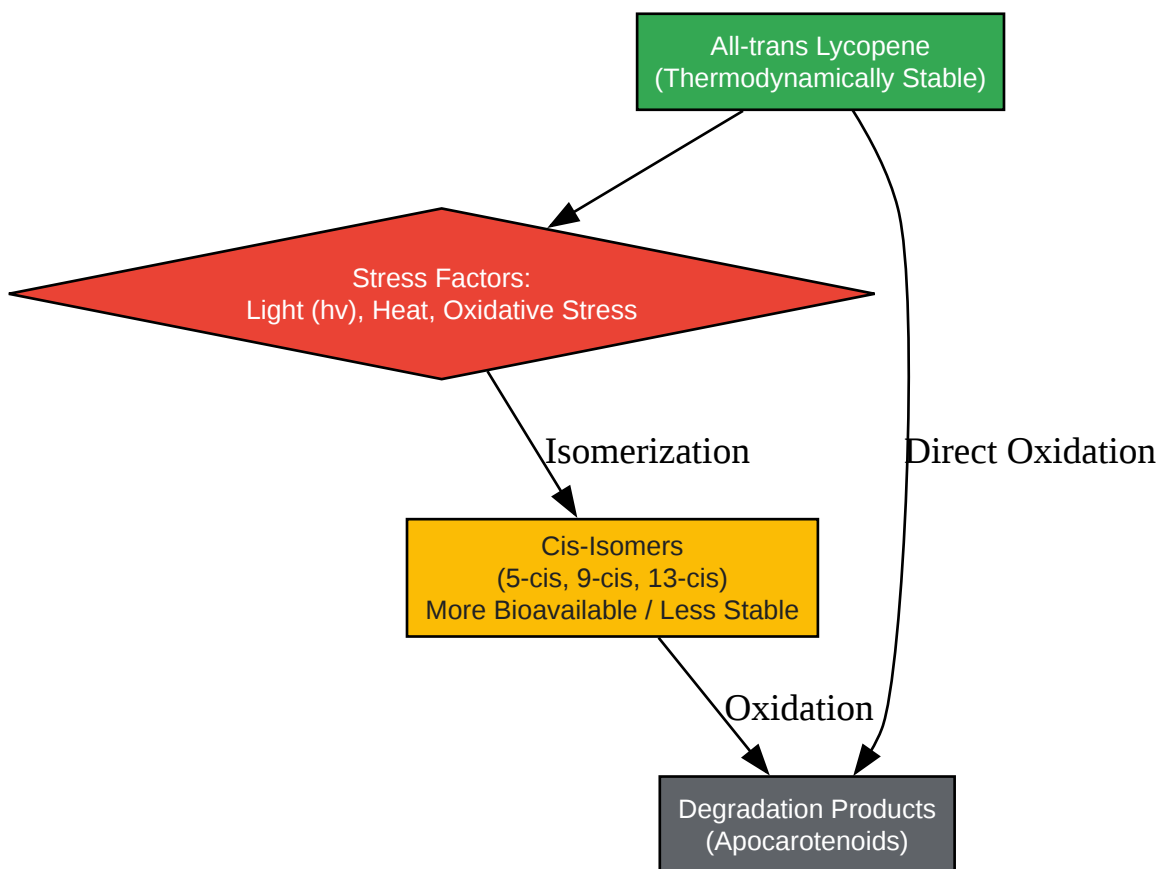 All-trans Lycopene
(Thermodynamically Stable)
Stress Factors:
Light (hv), Heat, Oxidative Stress
Isomerization
Direct Oxidation
Cis-Isomers
(5-cis, 9-cis, 13-cis)
More Bioavailable / Less Stable
Oxidation
Degradation Products
(Apocarotenoids)